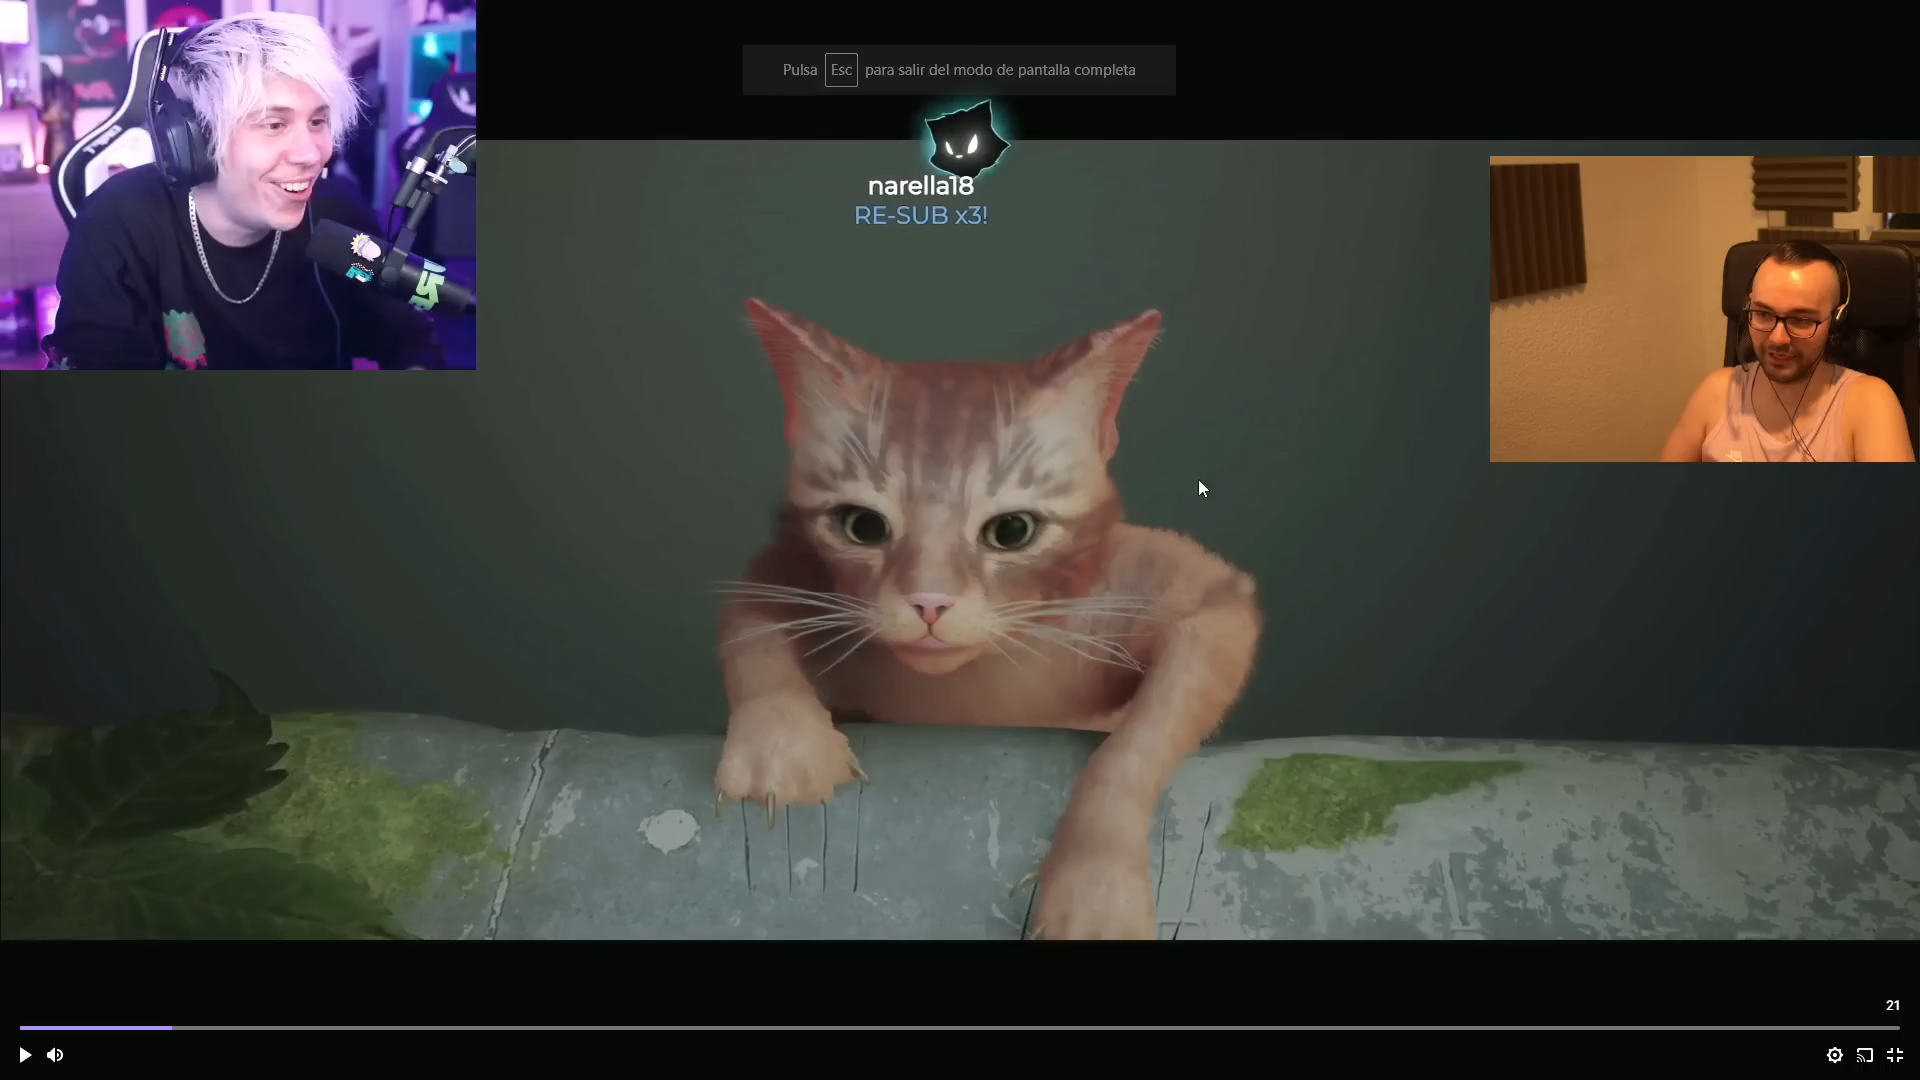 Pulsa Esc para salir del modo de pantalla completa
narella18
RE-SUB x3!
21